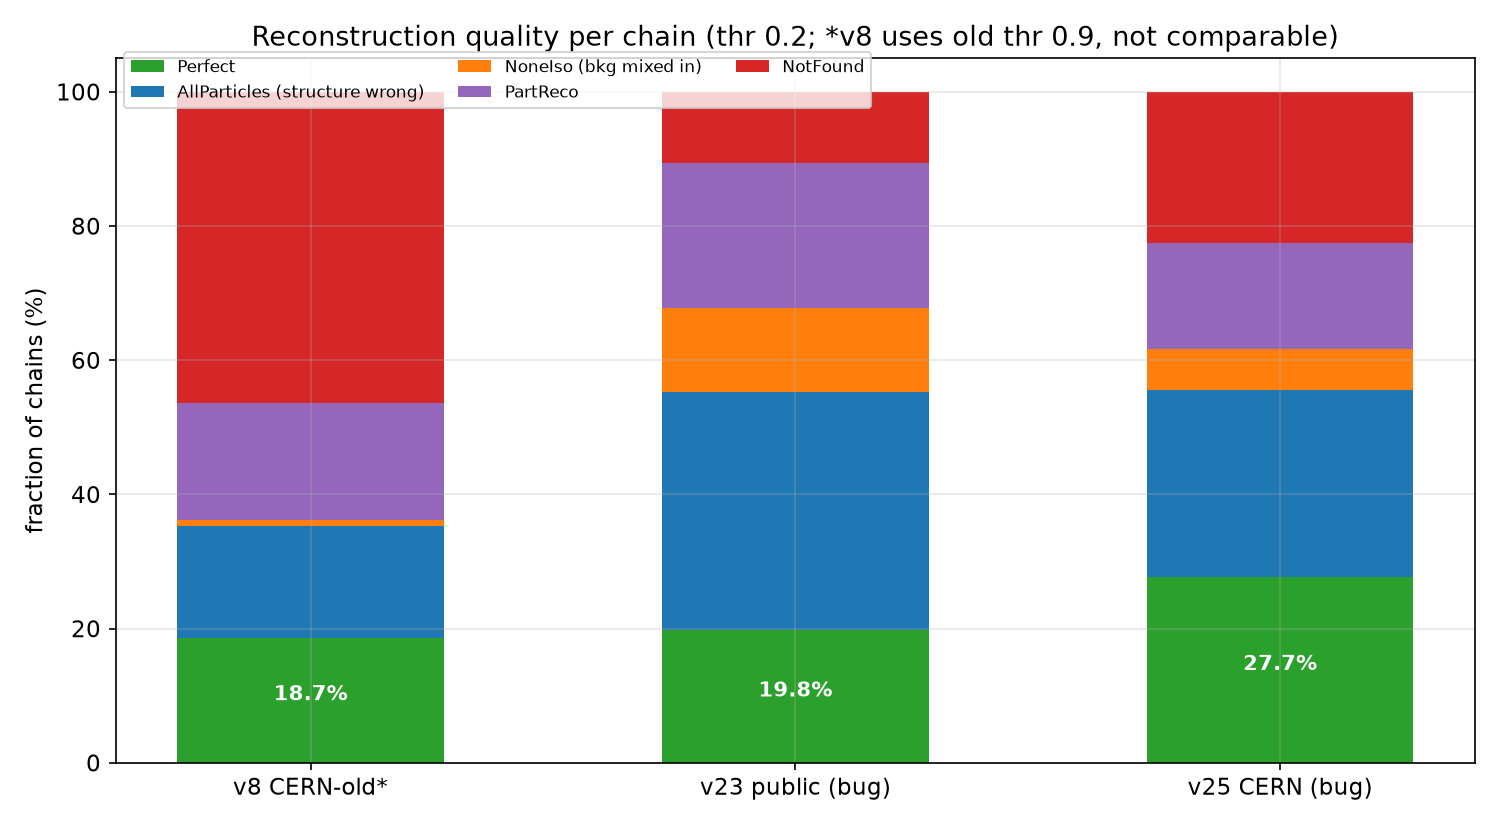 Reconstruction quality per chain (thr 0.2; *v8 uses old thr 0.9, not comparable)
Perfect
AllParticles (structure wrong)
NoneIso (bkg mixed in)
PartReco
NotFound
fraction of chains (%)
100
80
60
40
20
0
18.7%
19.8%
27.7%
v8 CERN-old*
v23 public (bug)
v25 CERN (bug)